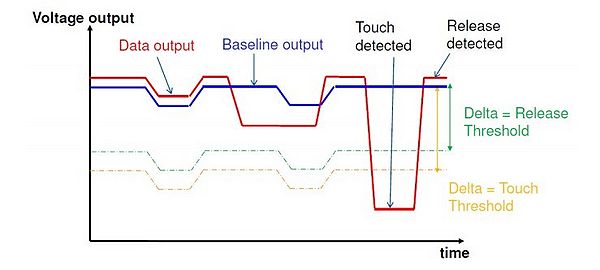 Voltage output
Data output
Baseline output
Touch
detected
Release
detected
Delta = Release
Threshold
Delta = Touch
Threshold
time